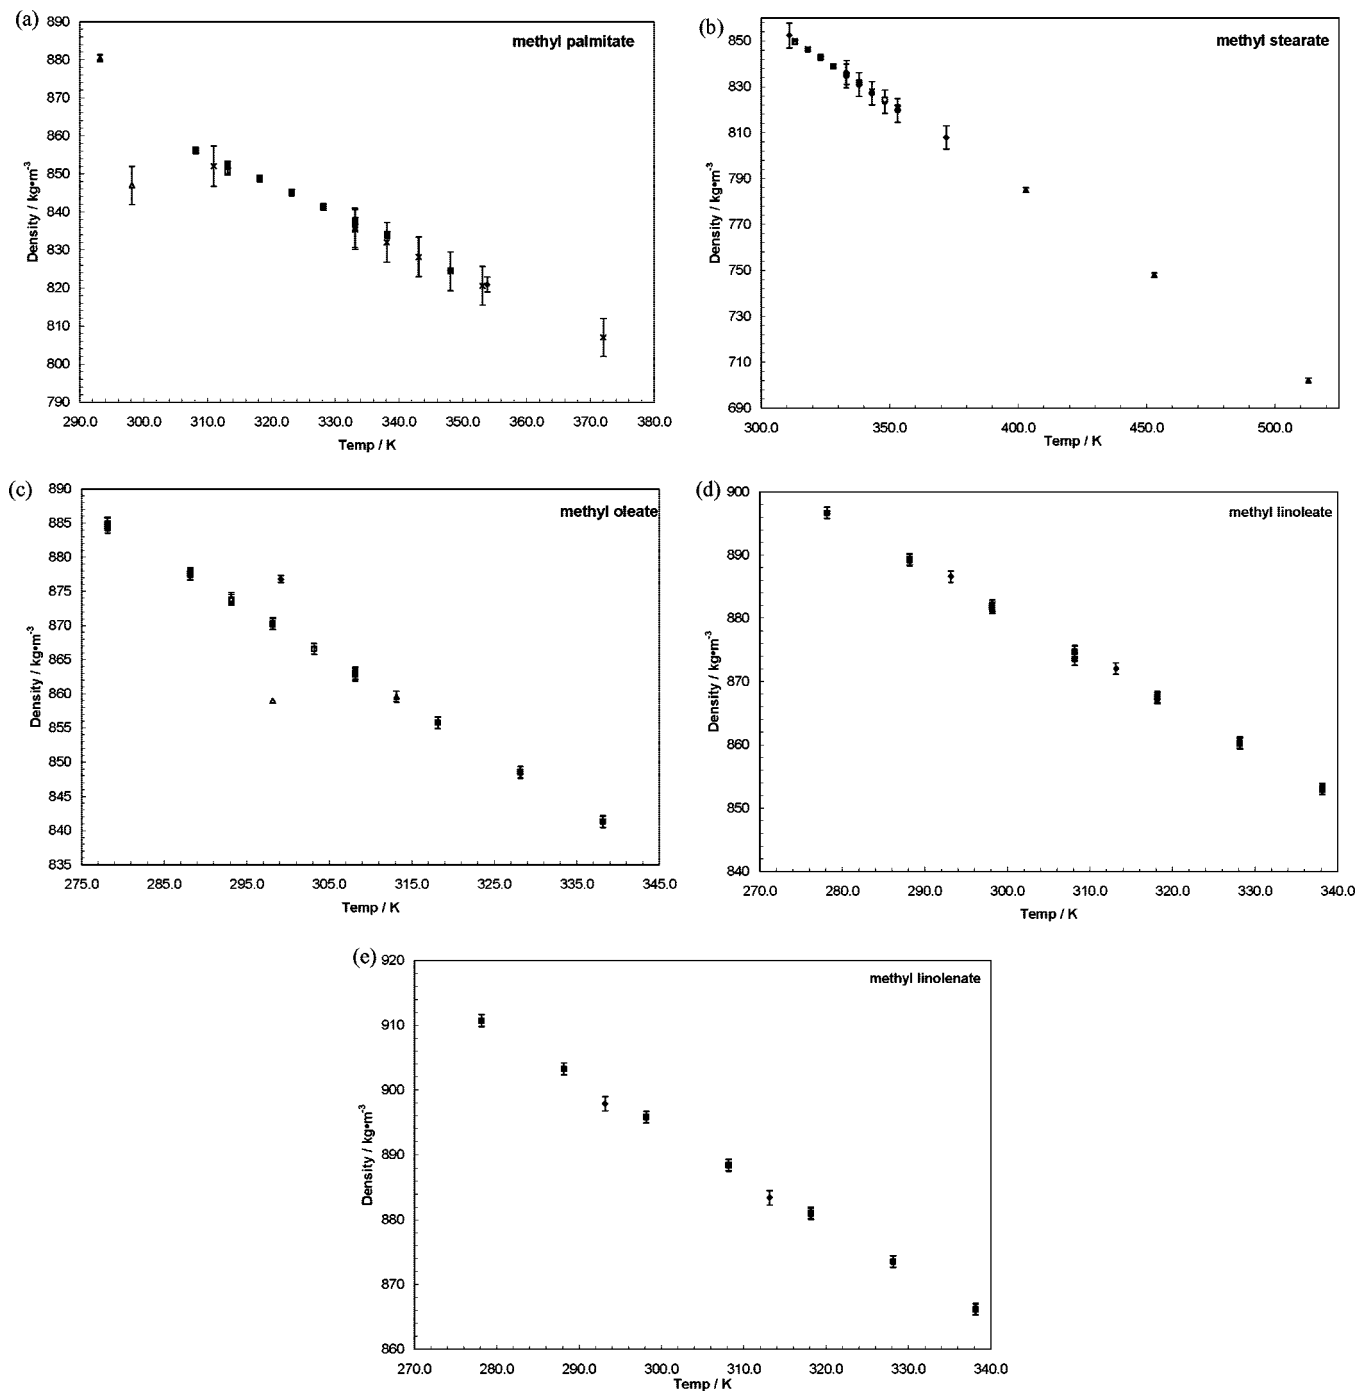 (a)
methyl palmitate
890
880
870
860
850
840
830
820
810
800
790
Density / kg•m-3
290.0 300.0 310.0 320.0 330.0 340.0 350.0 360.0 370.0 380.0
Temp / K
(b)
methyl stearate
850
830
810
790
770
750
730
710
690
Density / kg•m-3
300.0 350.0 400.0 450.0 500.0
Temp / K
(c)
methyl oleate
890
885
880
875
870
865
860
855
850
845
840
835
Density / kg•m-3
275.0 285.0 295.0 305.0 315.0 325.0 335.0 345.0
Temp / K
(d)
methyl linoleate
900
890
880
870
860
850
840
Density / kg•m-3
270.0 280.0 290.0 300.0 310.0 320.0 330.0 340.0
Temp / K
(e)
methyl linolenate
920
910
900
890
880
870
860
Density / kg•m-3
270.0 280.0 290.0 300.0 310.0 320.0 330.0 340.0
Temp / K